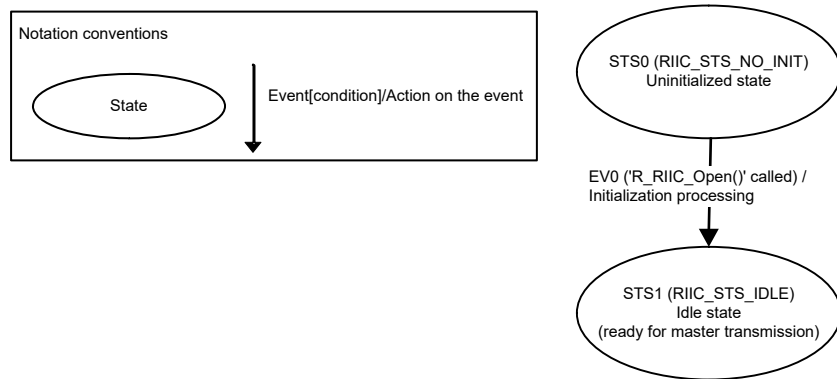 Notation conventions
State
Event[condition]/Action on the event
STS0 (RIIC_STS_NO_INIT)
Uninitialized state
EV0 ('R_RIIC_Open()' called) /
Initialization processing
STS1 (RIIC_STS_IDLE)
Idle state
(ready for master transmission)